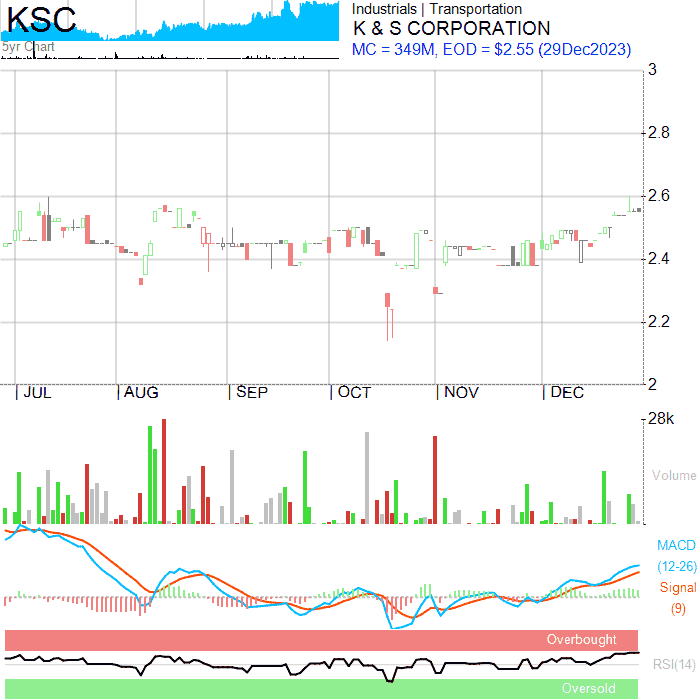 KSC
5yr Chart
Industrials | Transportation
K & S CORPORATION
MC = 349M, EOD = $2.55 (29Dec2023)
3
2.8
2.6
2.4
2.2
2
JUL AUG SEP OCT NOV DEC
28k
Volume
MACD
(12-26)
Signal
(9)
Overbought
RSI(14)
Oversold